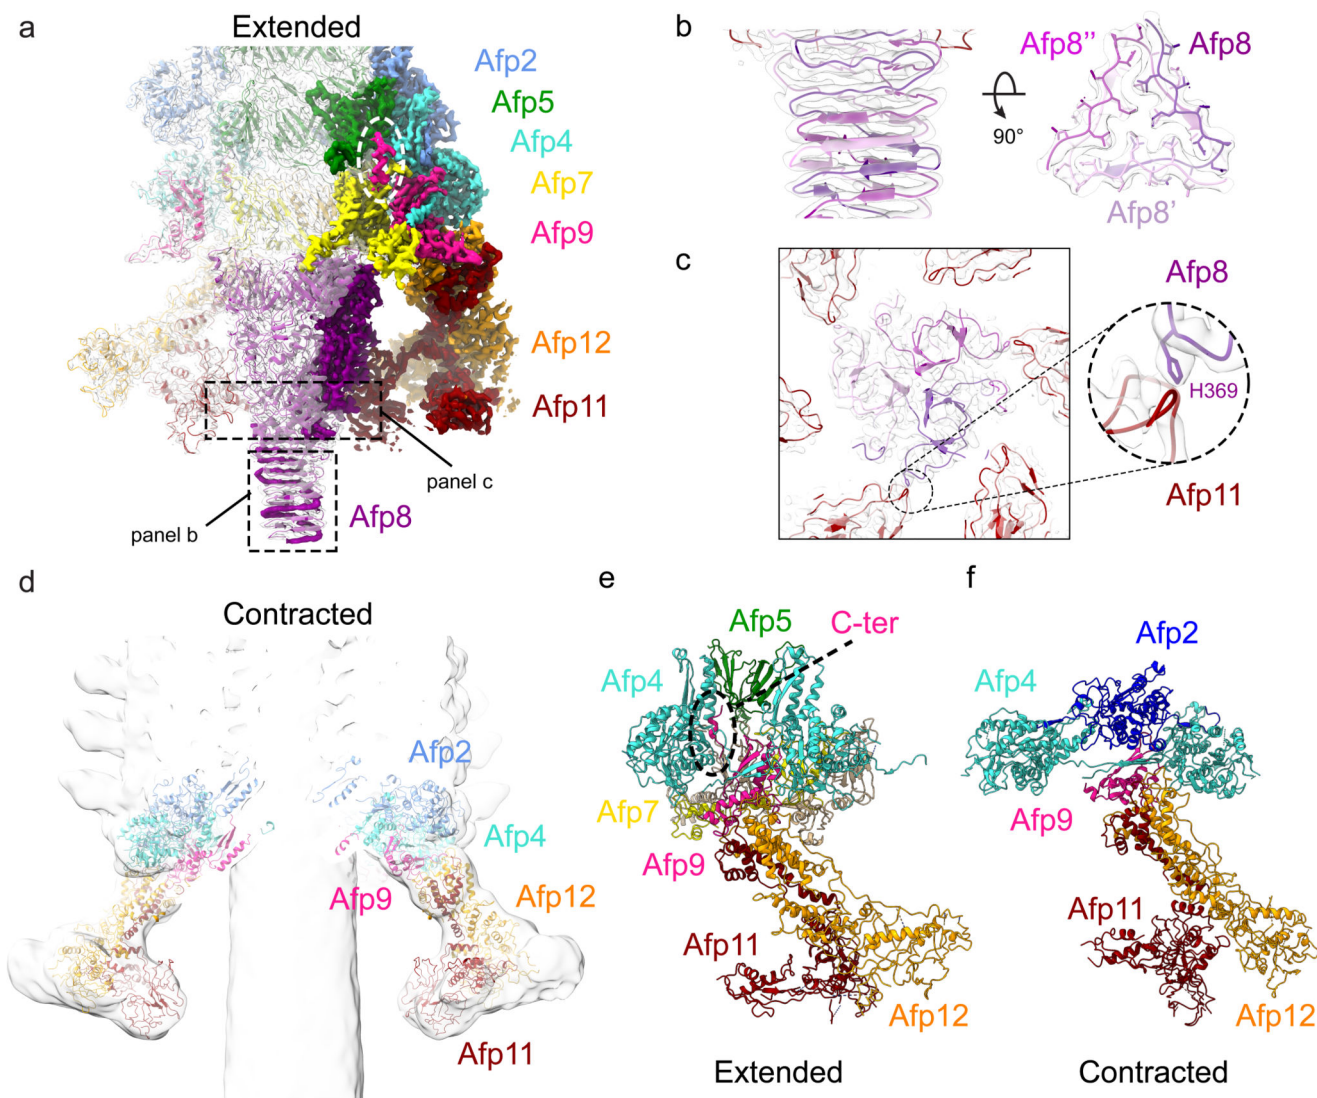 a
Extended
Afp2
Afp5
Afp4
Afp7
Afp9
Afp12
Afp11
panel c
panel b
Afp8
b
Afp8’’
Afp8
90°
Afp8’
c
Afp8
H369
Afp11
d
Contracted
Afp2
Afp4
Afp9
Afp12
Afp11
e
Afp5
C-ter
Afp4
Afp7
Afp9
Afp11
Afp12
Extended
f
Afp2
Afp4
Afp9
Afp11
Afp12
Contracted